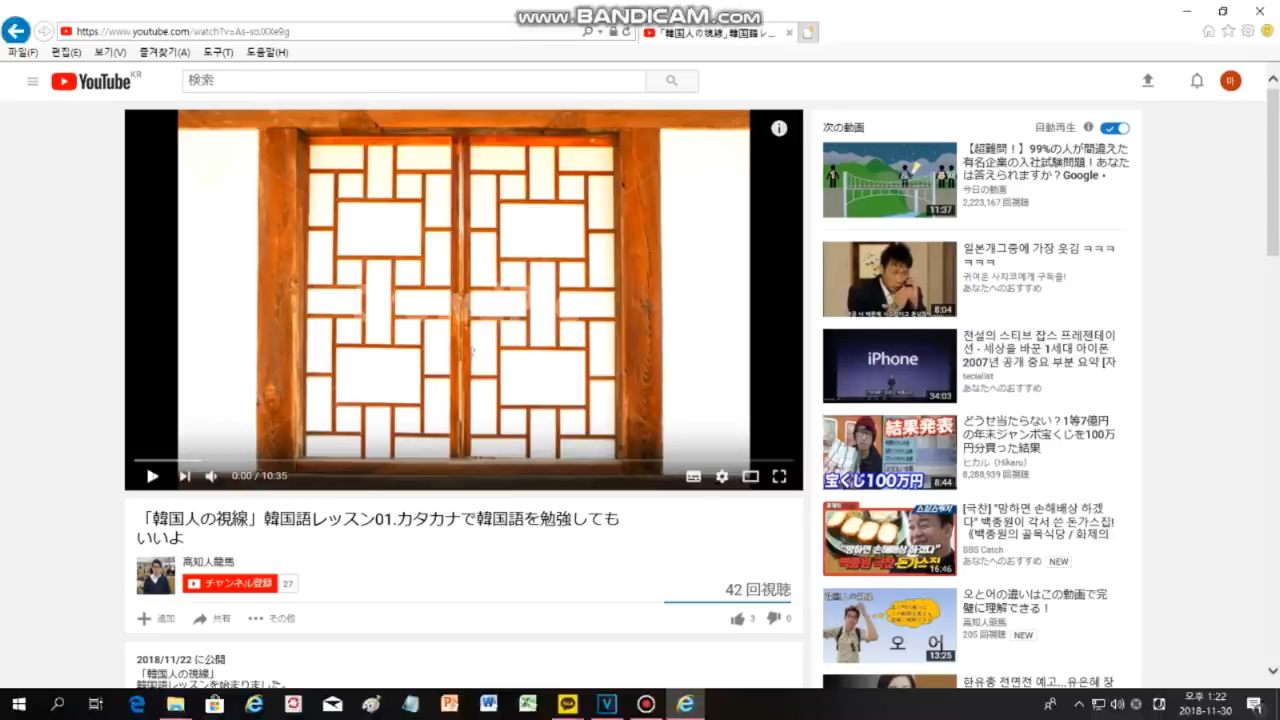 www.BANDICAM.com
https://www.youtube.com/watch?v=As-soJXXe9g
「韓国人の視線」韓国語レ...
파일(F) 편집(E) 보기(V) 즐겨찾기(A) 도구(T) 도움말(H)
YouTube KR
検索
마
次の動画
自動再生
【超難問！】99%の人が間違えた
有名企業の入社試験問題！あなた
は答えられますか？Google・
今日の動画
2,223,167 回視聴
11:37
일본개그중에 가장 웃김 ㅋㅋㅋ
ㅋㅋㅋ
귀여운 사치코에게 구독을!
あなたへのおすすめ
8:04
전설의 스티브 잡스 프레젠테이
션 - 세상을 바꾼 1세대 아이폰
2007년 공개 중요 부분 요약 [자
tecialist
あなたへのおすすめ
iPhone
34:03
どうせ当たらない？1等7億円
の年末ジャンボ宝くじを100万
円分買った結果
ヒカル（Hikaru）
8,288,939 回視聴
結果発表
宝くじ100万円
8:44
[극찬] "망하면 손해배상 하겠
다" 백종원이 각서 쓴 돈가스집!
《백종원의 골목식당 / 화제의
SBS Catch
あなたへのおすすめ NEW
"망하면 손해배상 하겠다"
16:46
オとオの違いはこの動画で完
璧に理解できる！
高知人龍馬
205 回視聴 NEW
오 어
13:25
한유총 전면전 예고...유은혜 장
0:00 / 10:35
「韓国人の視線」韓国語レッスン01.カタカナで韓国語を勉強しても
いいよ
高知人龍馬
チャンネル登録 27
42 回視聴
追加 共有 その他
3 0
2018/11/22 に公開
「韓国人の視線」
韓国語レッスンを始まりました。
오후 1:22
2018-11-30